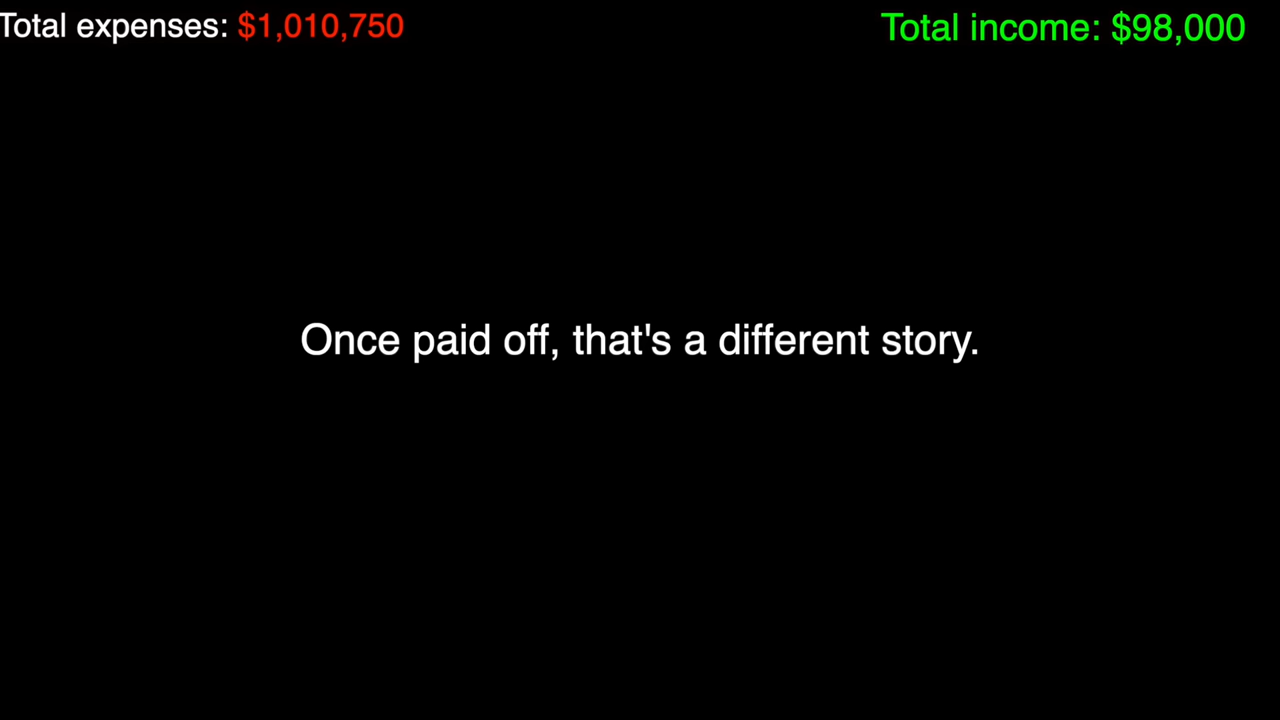 Total expenses: $1,010,750
Total income: $98,000
Once paid off, that's a different story.